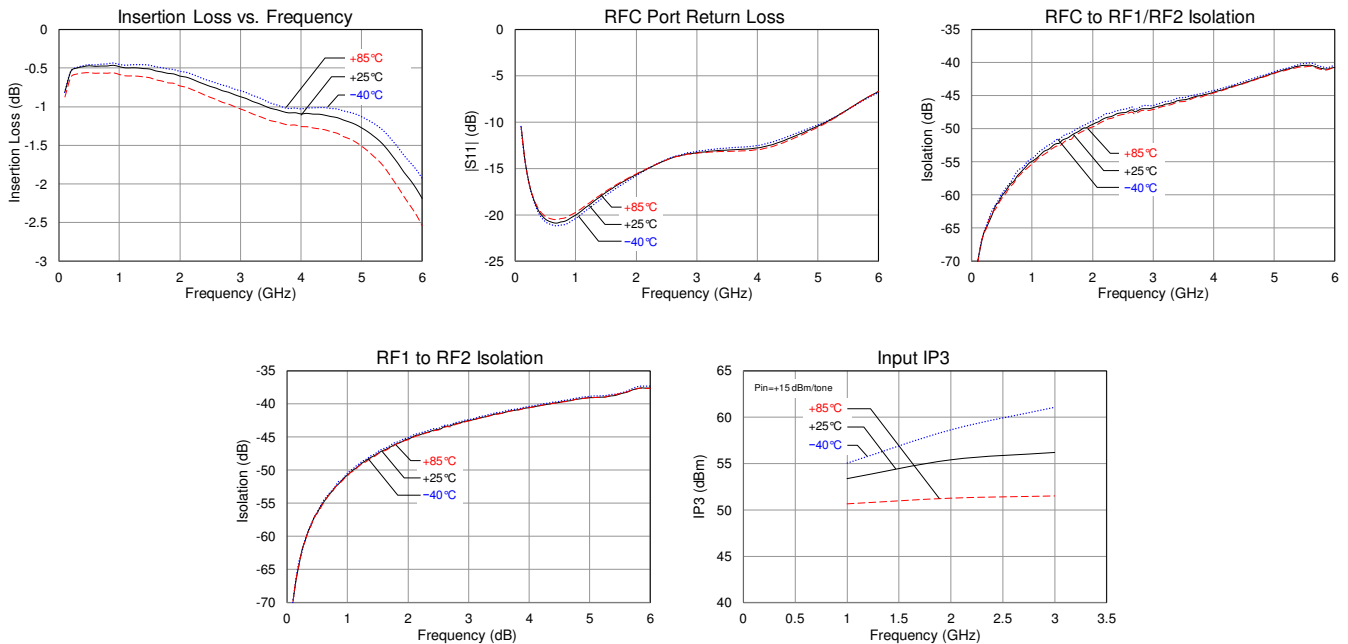 Insertion Loss vs. Frequency
0
-0.5
-1
-1.5
-2
-2.5
-3
Insertion Loss (dB)
+85°C
+25°C
−40°C
0 1 2 3 4 5 6
Frequency (GHz)
RFC Port Return Loss
0
-5
-10
-15
-20
-25
|S11| (dB)
+85°C
+25°C
−40°C
0 1 2 3 4 5 6
Frequency (GHz)
RFC to RF1/RF2 Isolation
-35
-40
-45
-50
-55
-60
-65
-70
Isolation (dB)
+85°C
+25°C
−40°C
0 1 2 3 4 5 6
Frequency (GHz)
RF1 to RF2 Isolation
-35
-40
-45
-50
-55
-60
-65
-70
Isolation (dB)
+85°C
+25°C
−40°C
0 1 2 3 4 5 6
Frequency (dB)
Input IP3
65
60
55
50
45
40
IP3 (dBm)
Pin=+15 dBm/tone
+85°C
+25°C
−40°C
0 0.5 1 1.5 2 2.5 3 3.5
Frequency (GHz)